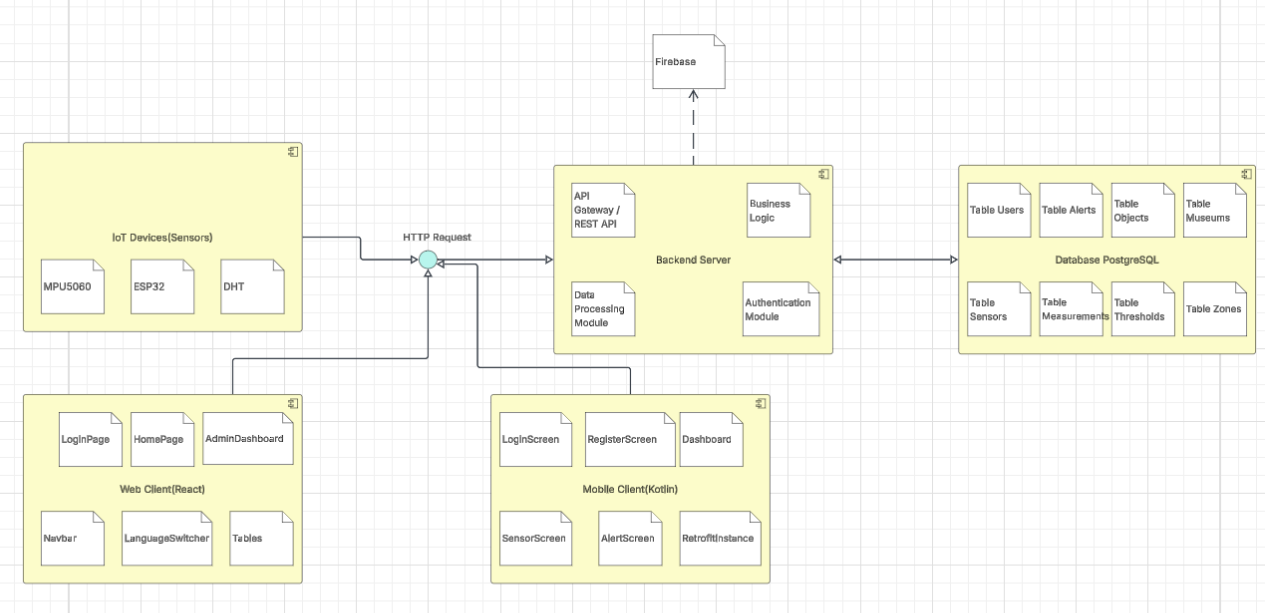 Firebase
IoT Devices(Sensors)
MPU5060
ESP32
DHT
HTTP Request
API
Gateway /
REST API
Business
Logic
Backend Server
Data
Processing
Module
Authentication
Module
Table Users
Table Alerts
Table
Objects
Table
Museums
Database PostgreSQL
Table
Sensors
Table
Measurements
Table
Thresholds
Table Zones
LoginPage
HomePage
AdminDashboard
Web Client(React)
Navbar
LanguageSwitcher
Tables
LoginScreen
RegisterScreen
Dashboard
Mobile Client(Kotlin)
SensorScreen
AlertScreen
RetrofitInstance